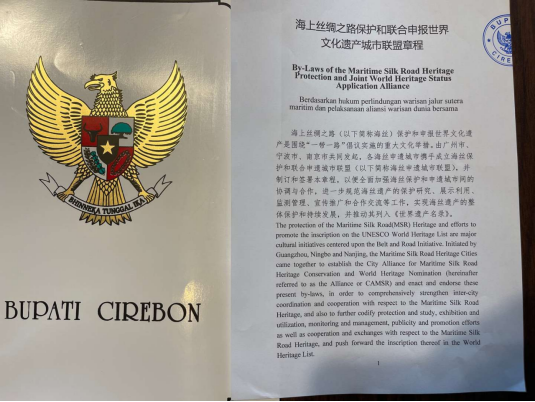 BHINNEKA TUNGGAL IKA
BUPATI CIREBON
海上丝绸之路保护和联合申报世界
文化遗产城市联盟章程
By-Laws of the Maritime Silk Road Heritage
Protection and Joint World Heritage Status
Application Alliance
Berdasarkan hukum perlindungan warisan jalur sutera
maritim dan pelaksanaan aliansi warisan dunia bersama
海上丝绸之路（以下简称海丝）保护和申报世界文化遗
产是围绕“一带一路”倡议实施的重大文化举措。由广州市、
宁波市、南京市共同发起，各海丝申遗城市携手成立海丝保
护和联合申遗城市联盟（以下简称海丝申遗城市联盟），并
制订和签署本章程，以便全面加强海丝保护和申遗城市间的
协调与合作，进一步规范海丝遗产的保护研究、展示利用、
监测管理、宣传推广和合作交流等工作，实现海丝遗产的整
体保护和持续发展，并推动其列入《世界遗产名录》。
The protection of the Maritime Silk Road(MSR) Heritage and efforts to
promote the inscription on the UNESCO World Heritage List are major
cultural initiatives centered upon the Belt and Road Initiative. Initiated by
Guangzhou, Ningbo and Nanjing, the Maritime Silk Road Heritage Cities
came together to establish the City Alliance for Maritime Silk Road
Heritage Conservation and World Heritage Nomination (hereinafter
referred to as the Alliance or CAMSR) and enact and endorse these
present by-laws, in order to comprehensively strengthen inter-city
coordination and cooperation with respect to the Maritime Silk Road
Heritage, and also to further codify protection and study, exhibition and
utilization, monitoring and management, publicity and promotion efforts
as well as cooperation and exchanges with respect to the Maritime Silk
Road Heritage, and push forward the inscription thereof in the World
Heritage List.
1